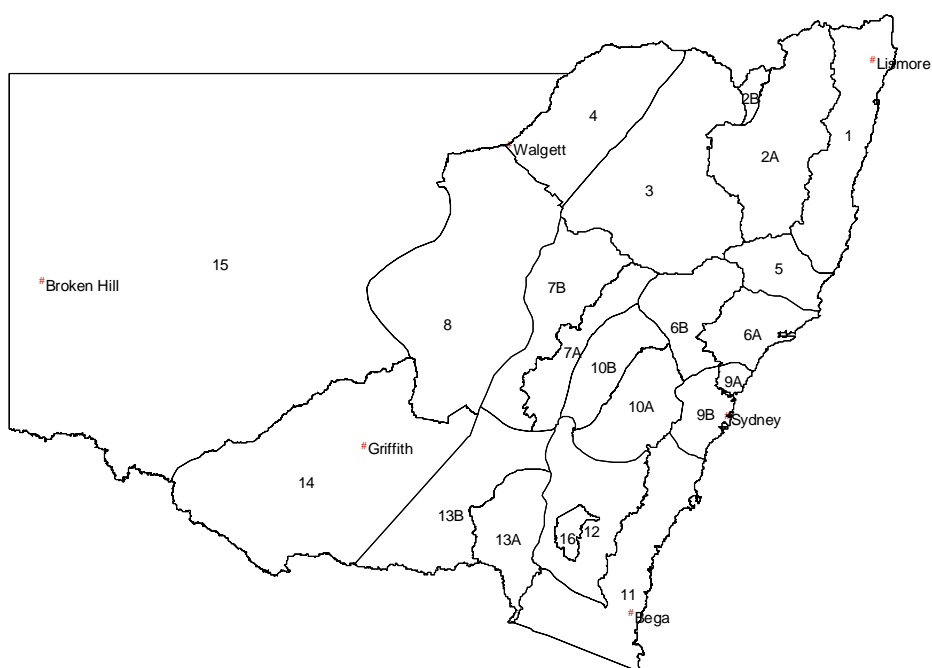 # Lismore
2B
4
1
# Walgett
2A
3
15
5
# Broken Hill
7B
8
6B
6A
7A
10B
9A
10A
9B
# Sydney
# Griffith
14
13B
12
16
13A
11
# Bega